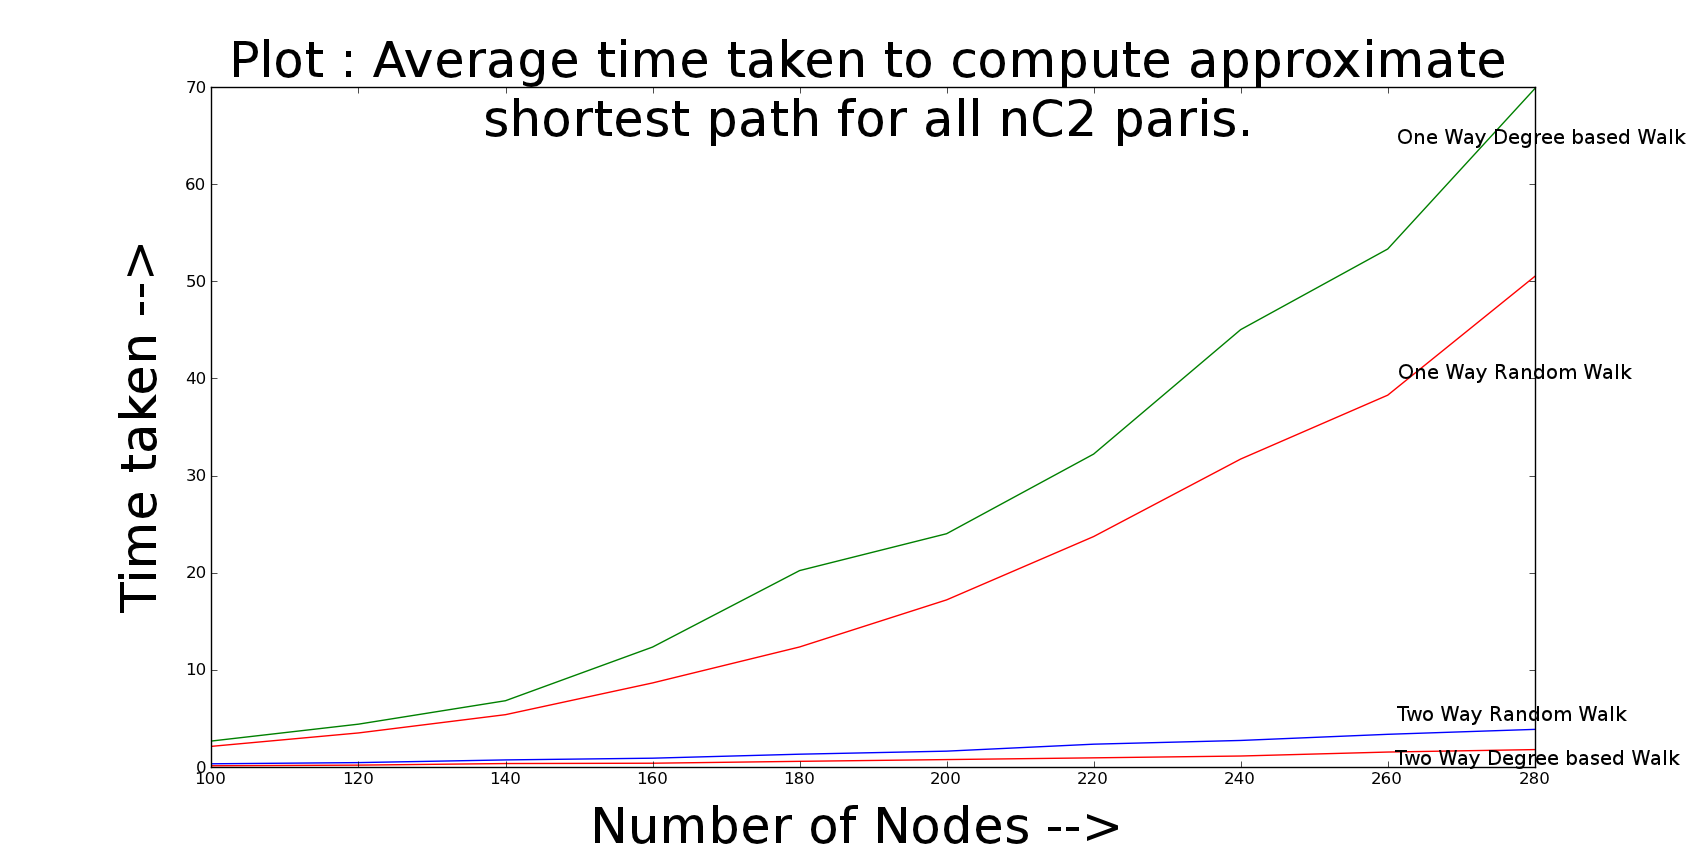 Plot : Average time taken to compute approximate
shortest path for all nC2 paris.
Time taken -->
70
60
50
40
30
20
10
0
One Way Degree based Walk
One Way Random Walk
Two Way Random Walk
Two Way Degree based Walk
100 120 140 160 180 200 220 240 260 280
Number of Nodes -->